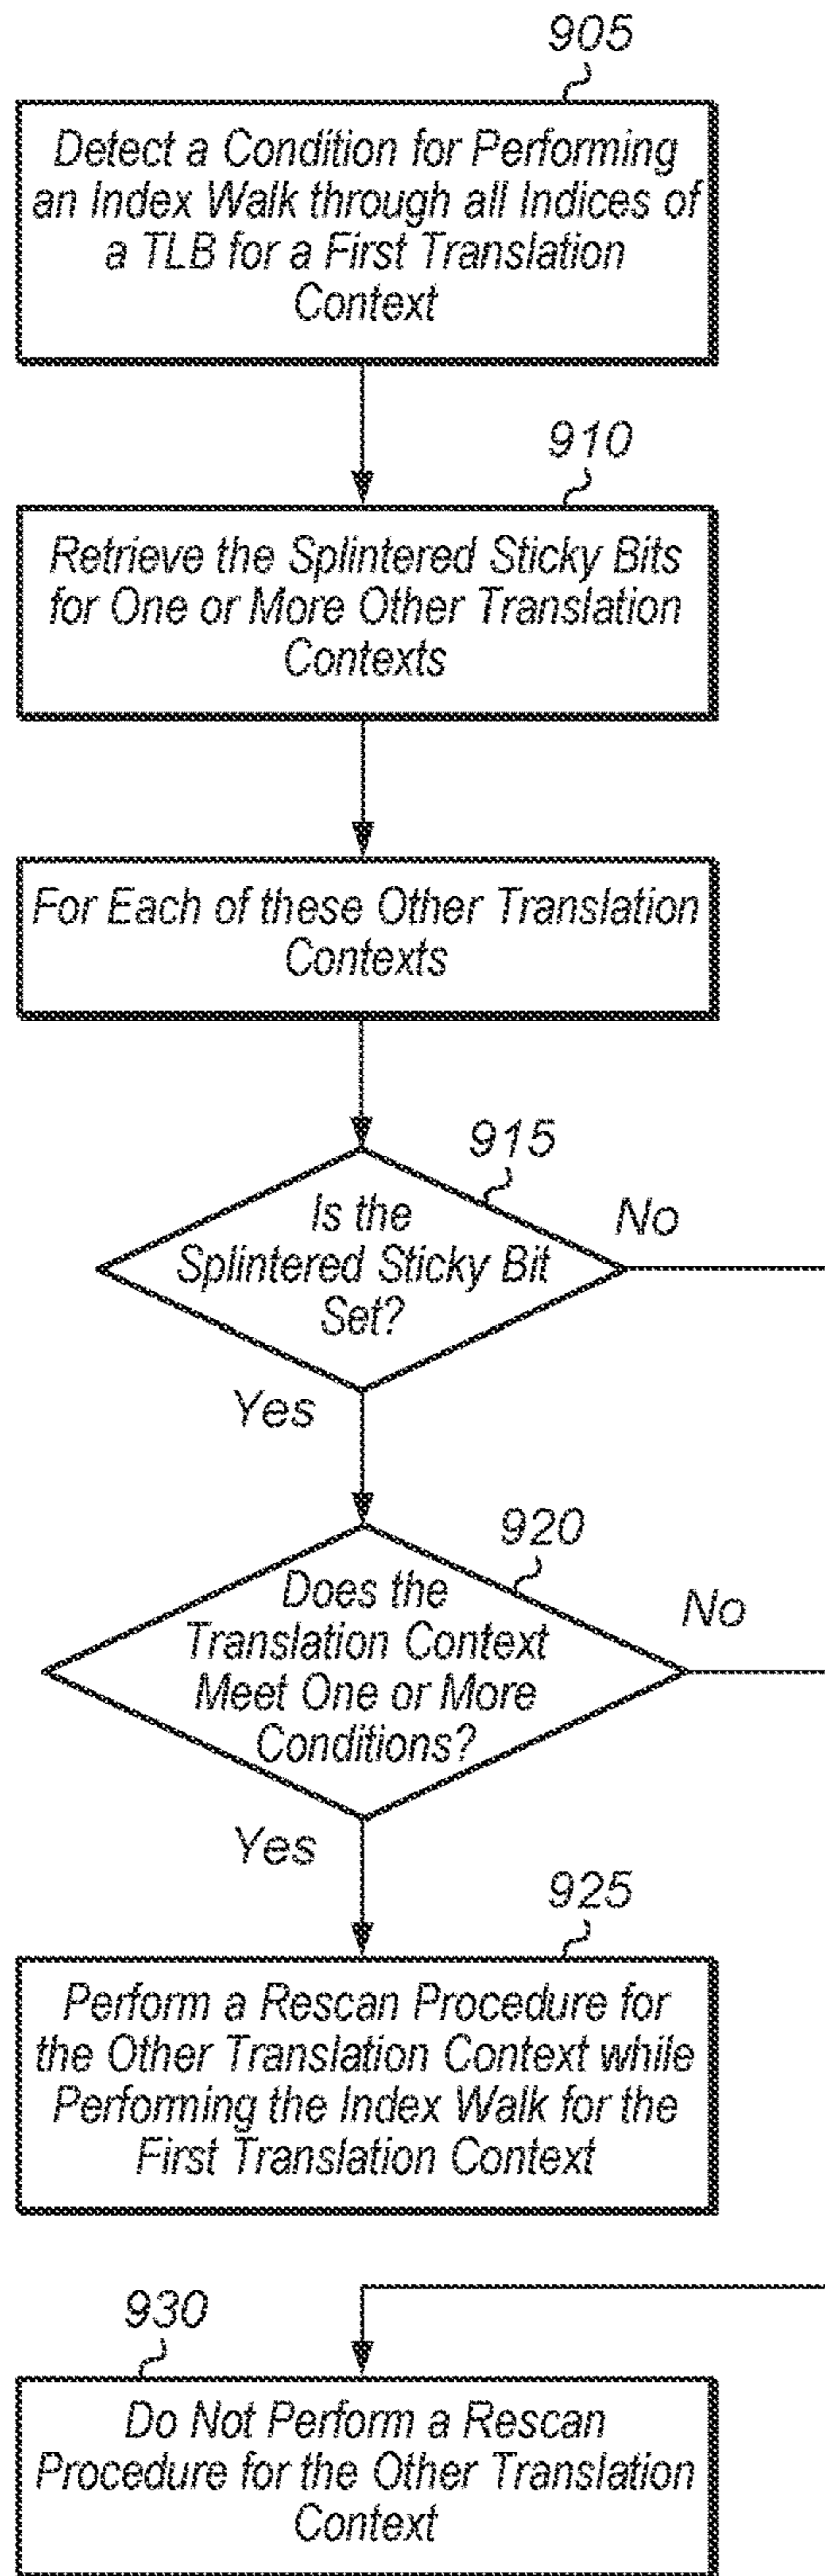 905
Detect a Condition for Performing
an Index Walk through all Indices of
a TLB for a First Translation
Context
910
Retrieve the Splintered Sticky Bits
for One or More Other Translation
Contexts
For Each of these Other Translation
Contexts
915
Is the
Splintered Sticky Bit
Set?
No
Yes
920
Does the
Translation Context
Meet One or More
Conditions?
No
Yes
925
Perform a Rescan Procedure for
the Other Translation Context while
Performing the Index Walk for the
First Translation Context
930
Do Not Perform a Rescan
Procedure for the Other Translation
Context